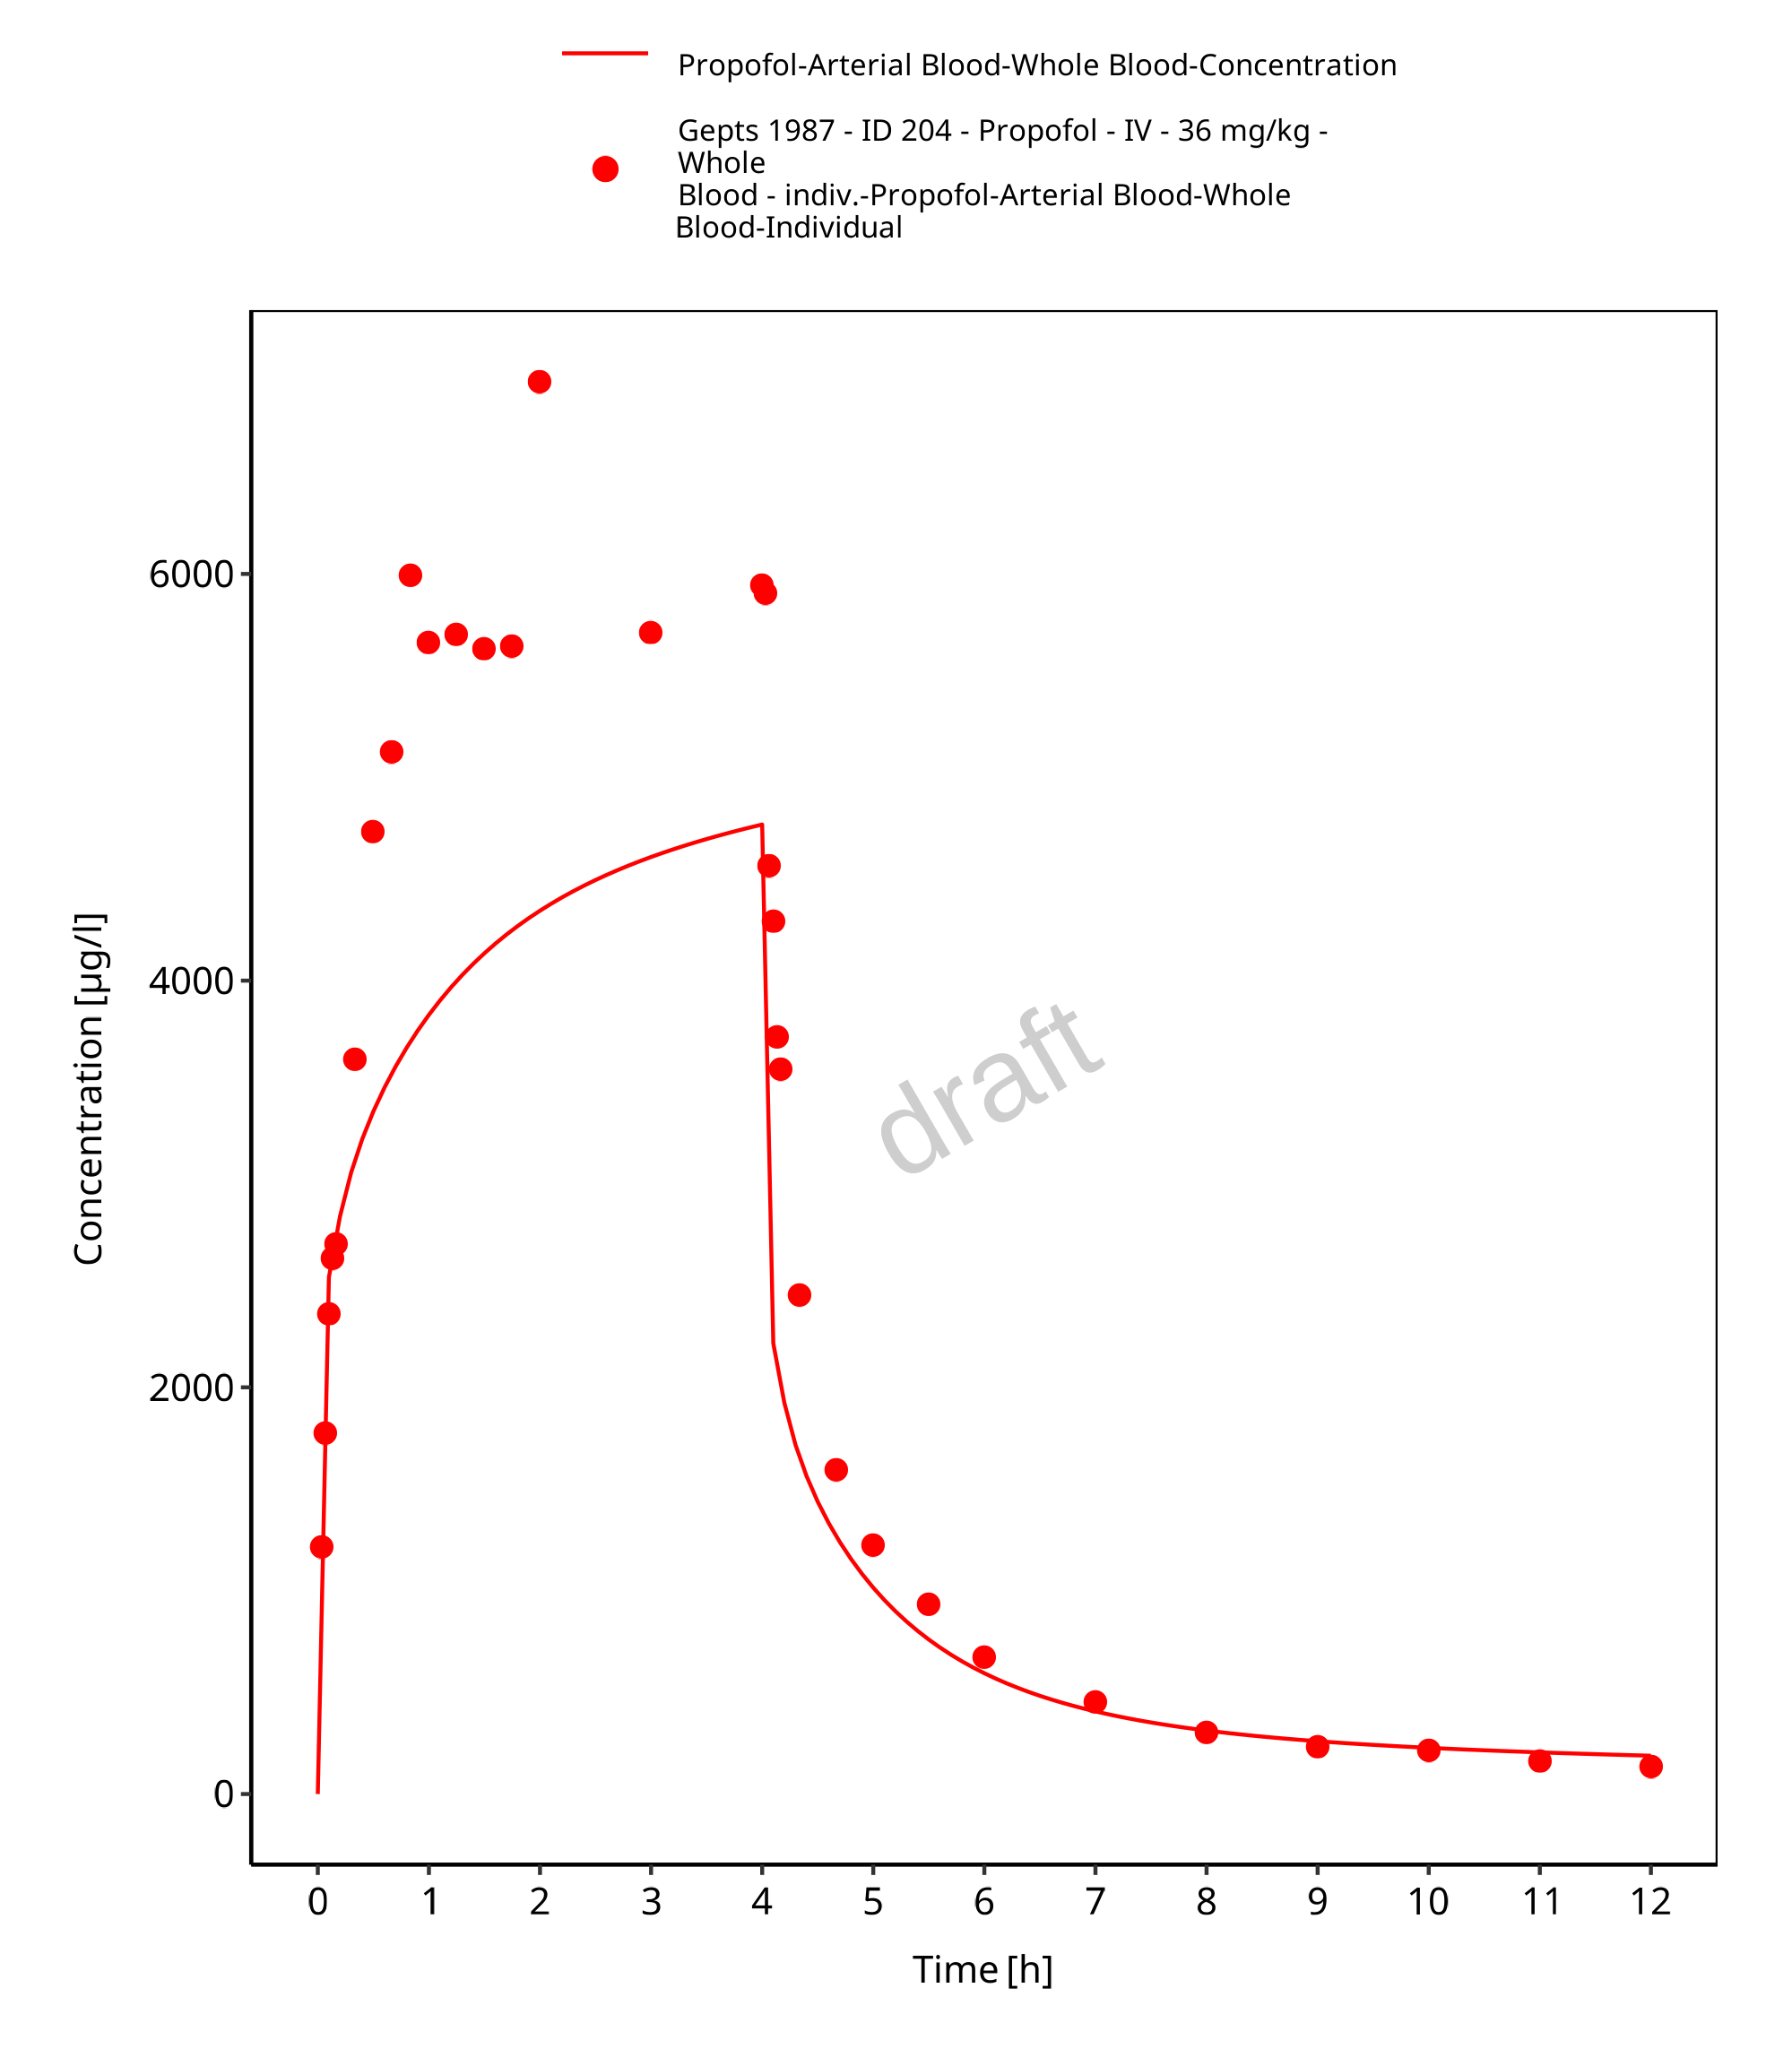 Propofol-Arterial Blood-Whole Blood-Concentration
Gepts 1987 - ID 204 - Propofol - IV - 36 mg/kg -
Whole
Blood - indiv.-Propofol-Arterial Blood-Whole
Blood-Individual
6000
4000
2000
0
Concentration [µg/l]
draft
0 1 2 3 4 5 6 7 8 9 10 11 12
Time [h]